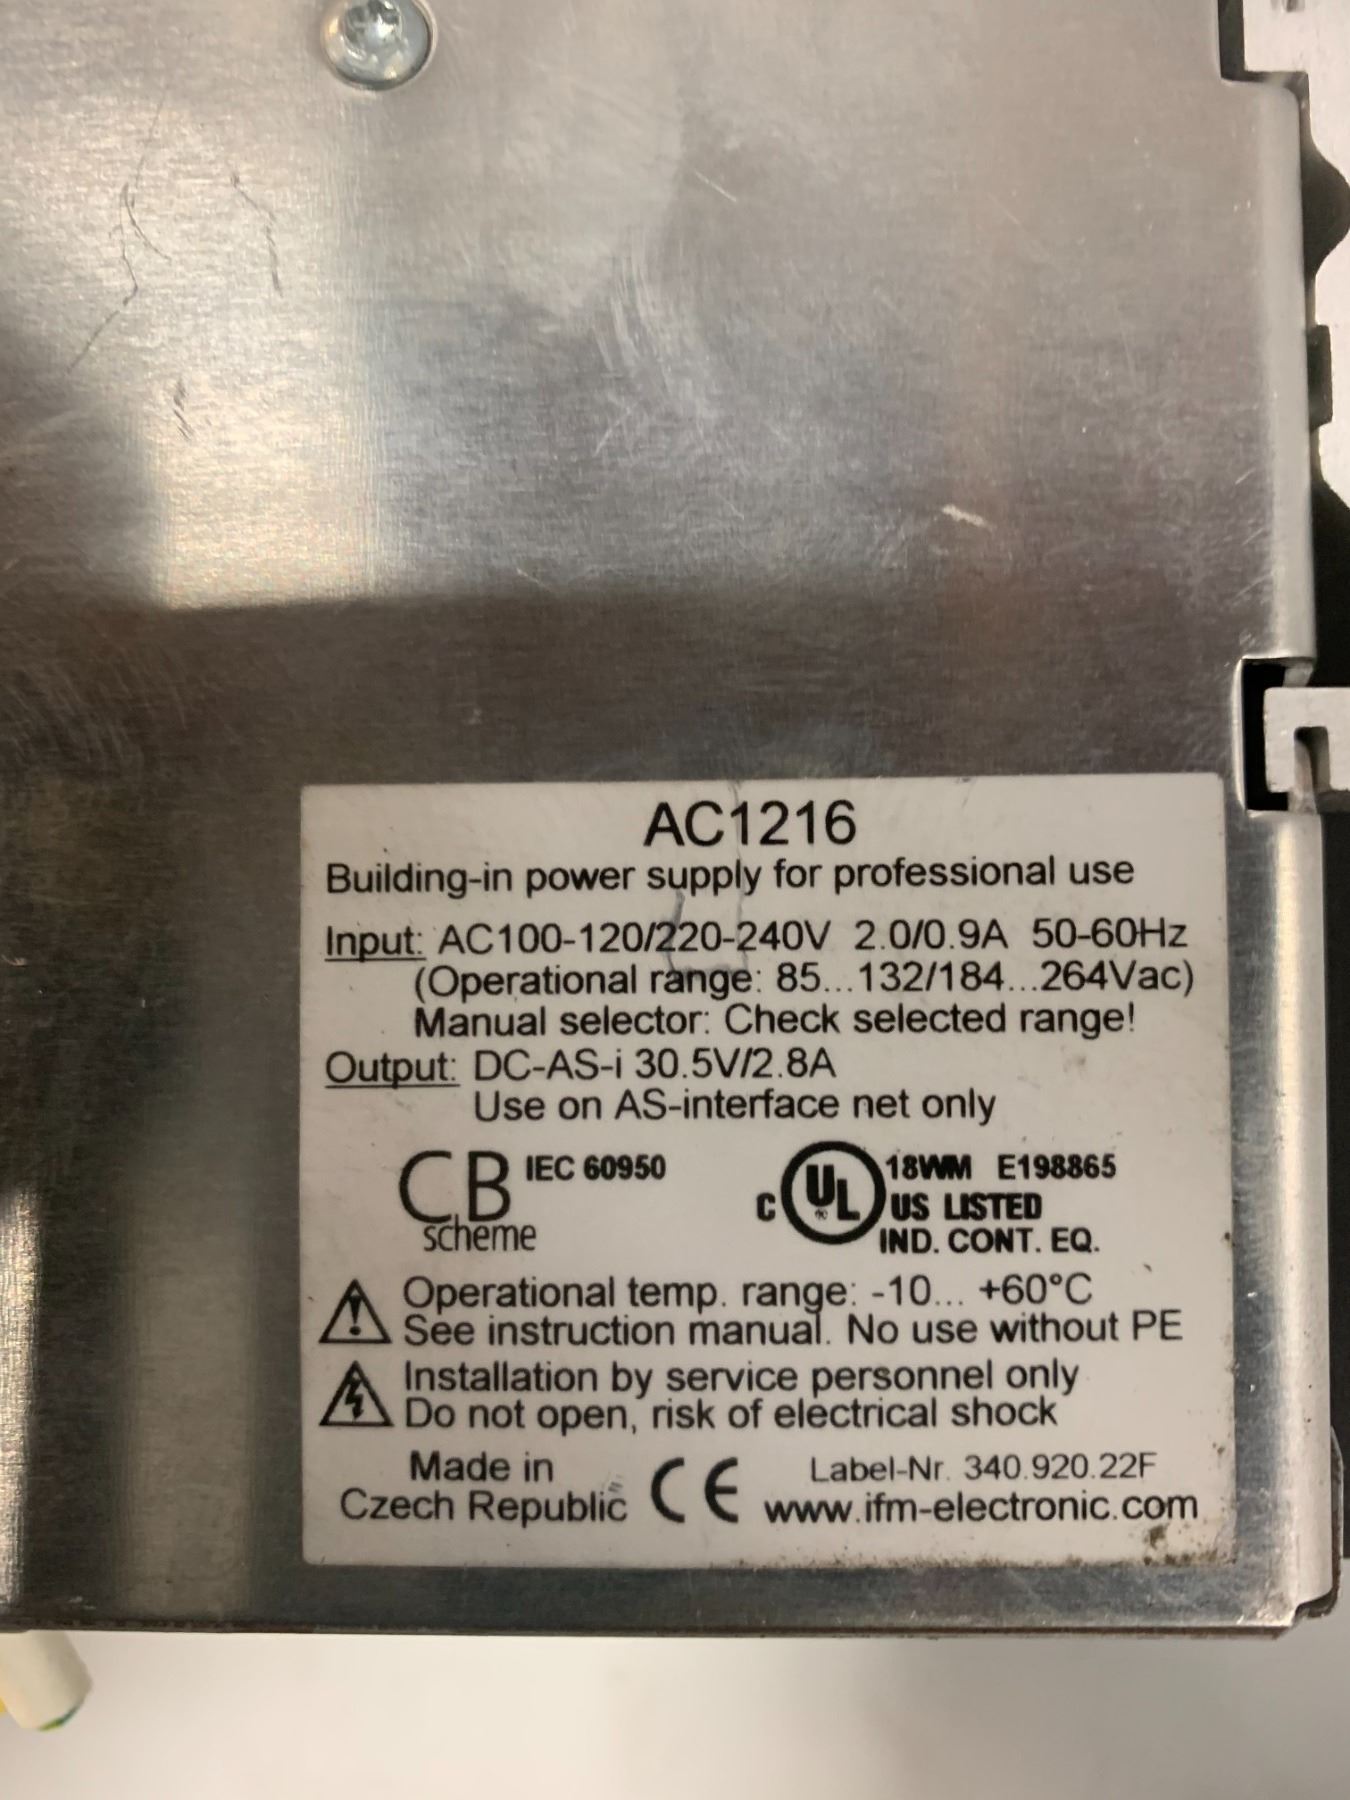 AC1216
Building-in power supply for professional use
Input: AC100-120/220-240V 2.0/0.9A 50-60Hz
(Operational range: 85...132/184...264Vac)
Manual selector: Check selected range!
Output: DC-AS-i 30.5V/2.8A
Use on AS-interface net only
CB scheme IEC 60950
C UL US LISTED 18WM E198865
IND. CONT. EQ.
Operational temp. range: -10... +60°C
See instruction manual. No use without PE
Installation by service personnel only
Do not open, risk of electrical shock
Made in Czech Republic
CE
Label-Nr. 340.920.22F
www.ifm-electronic.com